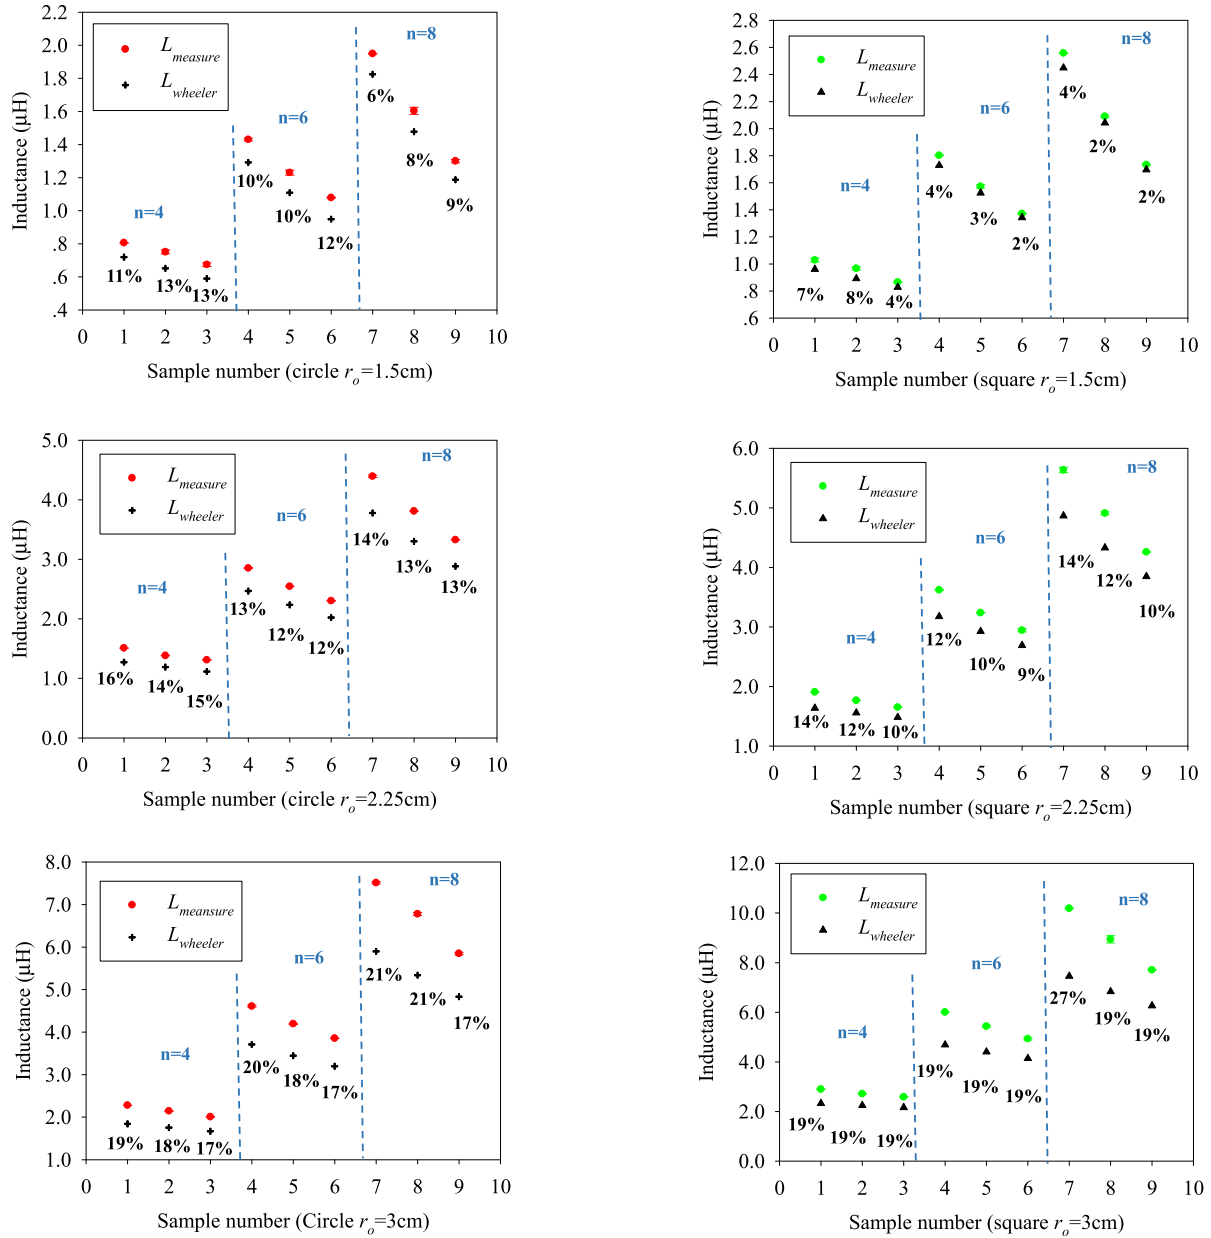 2.2
2.0
1.8
1.6
1.4
1.2
1.0
.8
.6
.4
Inductance (μH)
L measure
L wheeler
n=4
n=6
n=8
11%
13%
13%
10%
10%
12%
6%
8%
9%
0 1 2 3 4 5 6 7 8 9 10
Sample number (circle r_o=1.5cm)
2.8
2.6
2.4
2.2
2.0
1.8
1.6
1.4
1.2
1.0
.8
.6
Inductance (μH)
L measure
L wheeler
n=4
n=6
n=8
7%
8%
4%
4%
3%
2%
4%
2%
2%
0 1 2 3 4 5 6 7 8 9 10
Sample number (square r_o=1.5cm)
5.0
4.0
3.0
2.0
1.0
0.0
Inductance (μH)
L measure
L wheeler
n=4
n=6
n=8
16%
14%
15%
13%
12%
12%
14%
13%
13%
0 1 2 3 4 5 6 7 8 9 10
Sample number (circle r_o=2.25cm)
6.0
5.0
4.0
3.0
2.0
1.0
Inductance (μH)
L measure
L wheeler
n=4
n=6
n=8
14%
12%
10%
12%
10%
9%
14%
12%
10%
0 1 2 3 4 5 6 7 8 9 10
Sample number (square r_o=2.25cm)
8.0
7.0
6.0
5.0
4.0
3.0
2.0
1.0
Inductance (μH)
L meansure
L wheeler
n=4
n=6
n=8
19%
18%
17%
20%
18%
17%
21%
21%
17%
0 1 2 3 4 5 6 7 8 9 10
Sample number (Circle r_o=3cm)
12.0
10.0
8.0
6.0
4.0
2.0
0.0
Inductance (μH)
L measure
L wheeler
n=4
n=6
n=8
19%
19%
19%
19%
19%
19%
27%
19%
19%
0 1 2 3 4 5 6 7 8 9 10
Sample number (square r_o=3cm)